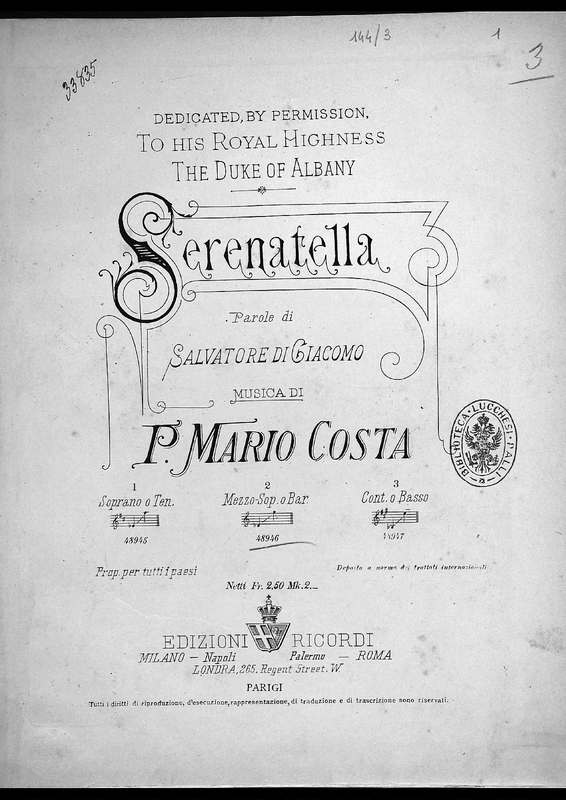 144/3
1
3
33835
DEDICATED, BY PERMISSION,
TO HIS ROYAL HIGHNESS
THE DUKE OF ALBANY
Serenatella
Parole di
SALVATORE DI GIACOMO
MUSICA DI
P. MARIO COSTA
BIBLIOTECA LUCCHESI PALLI
1 2 3
Soprano o Ten. Mezzo-Sop. o Bar. Cont. o Basso
48945 48946 48947
Prop. per tutti i paesi
Deposto a norma dei trattati internazionali
Netti Fr. 2,50 Mk. 2._
EDIZIONI RICORDI
MILANO – Napoli Palermo – ROMA
LONDRA, 265, Regent Street. W
PARIGI
Tutti i diritti di riproduzione, d'esecuzione, rappresentazione, di traduzione e di trascrizione sono riservati.